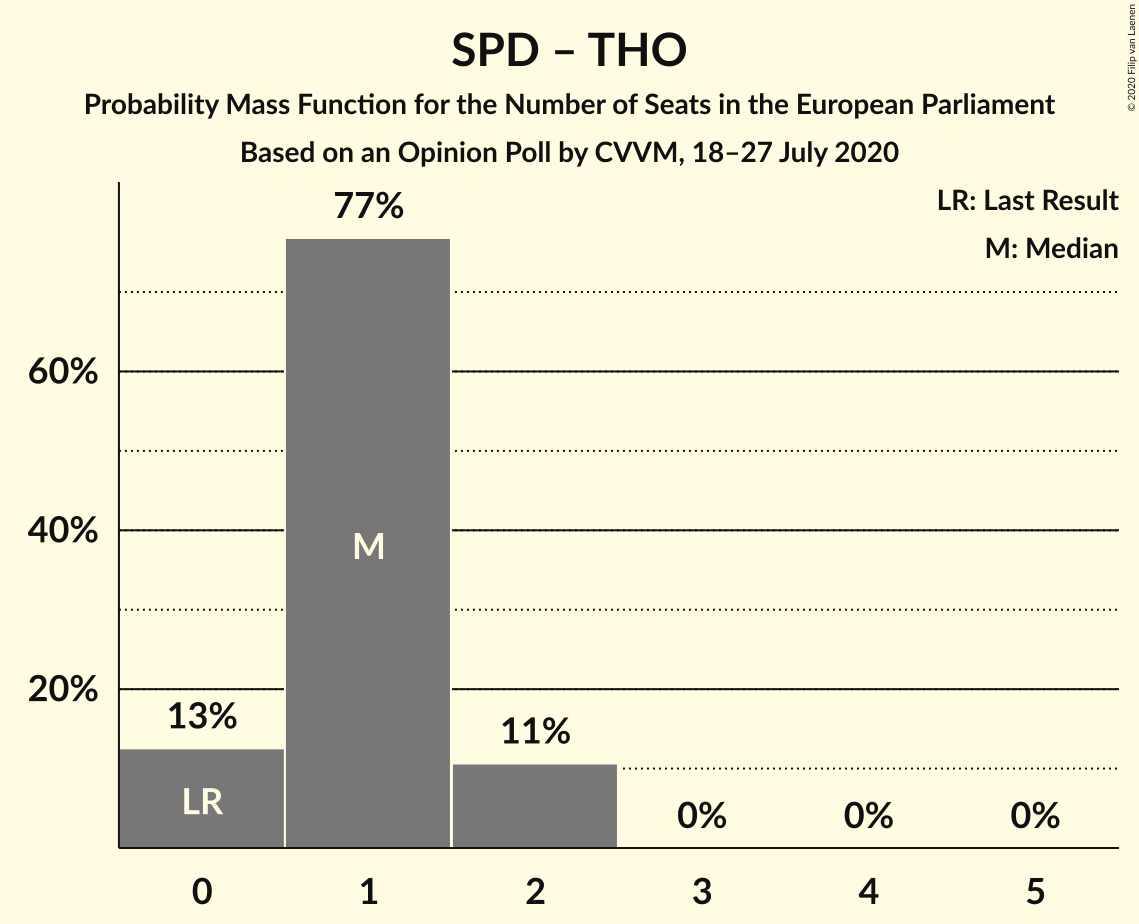 SPD – THO
Probability Mass Function for the Number of Seats in the European Parliament
Based on an Opinion Poll by CVVM, 18–27 July 2020
© 2020 Filip van Laenen
LR: Last Result
M: Median
77%
60%
40%
20%
13%
11%
0%
0%
0%
M
LR
0
1
2
3
4
5